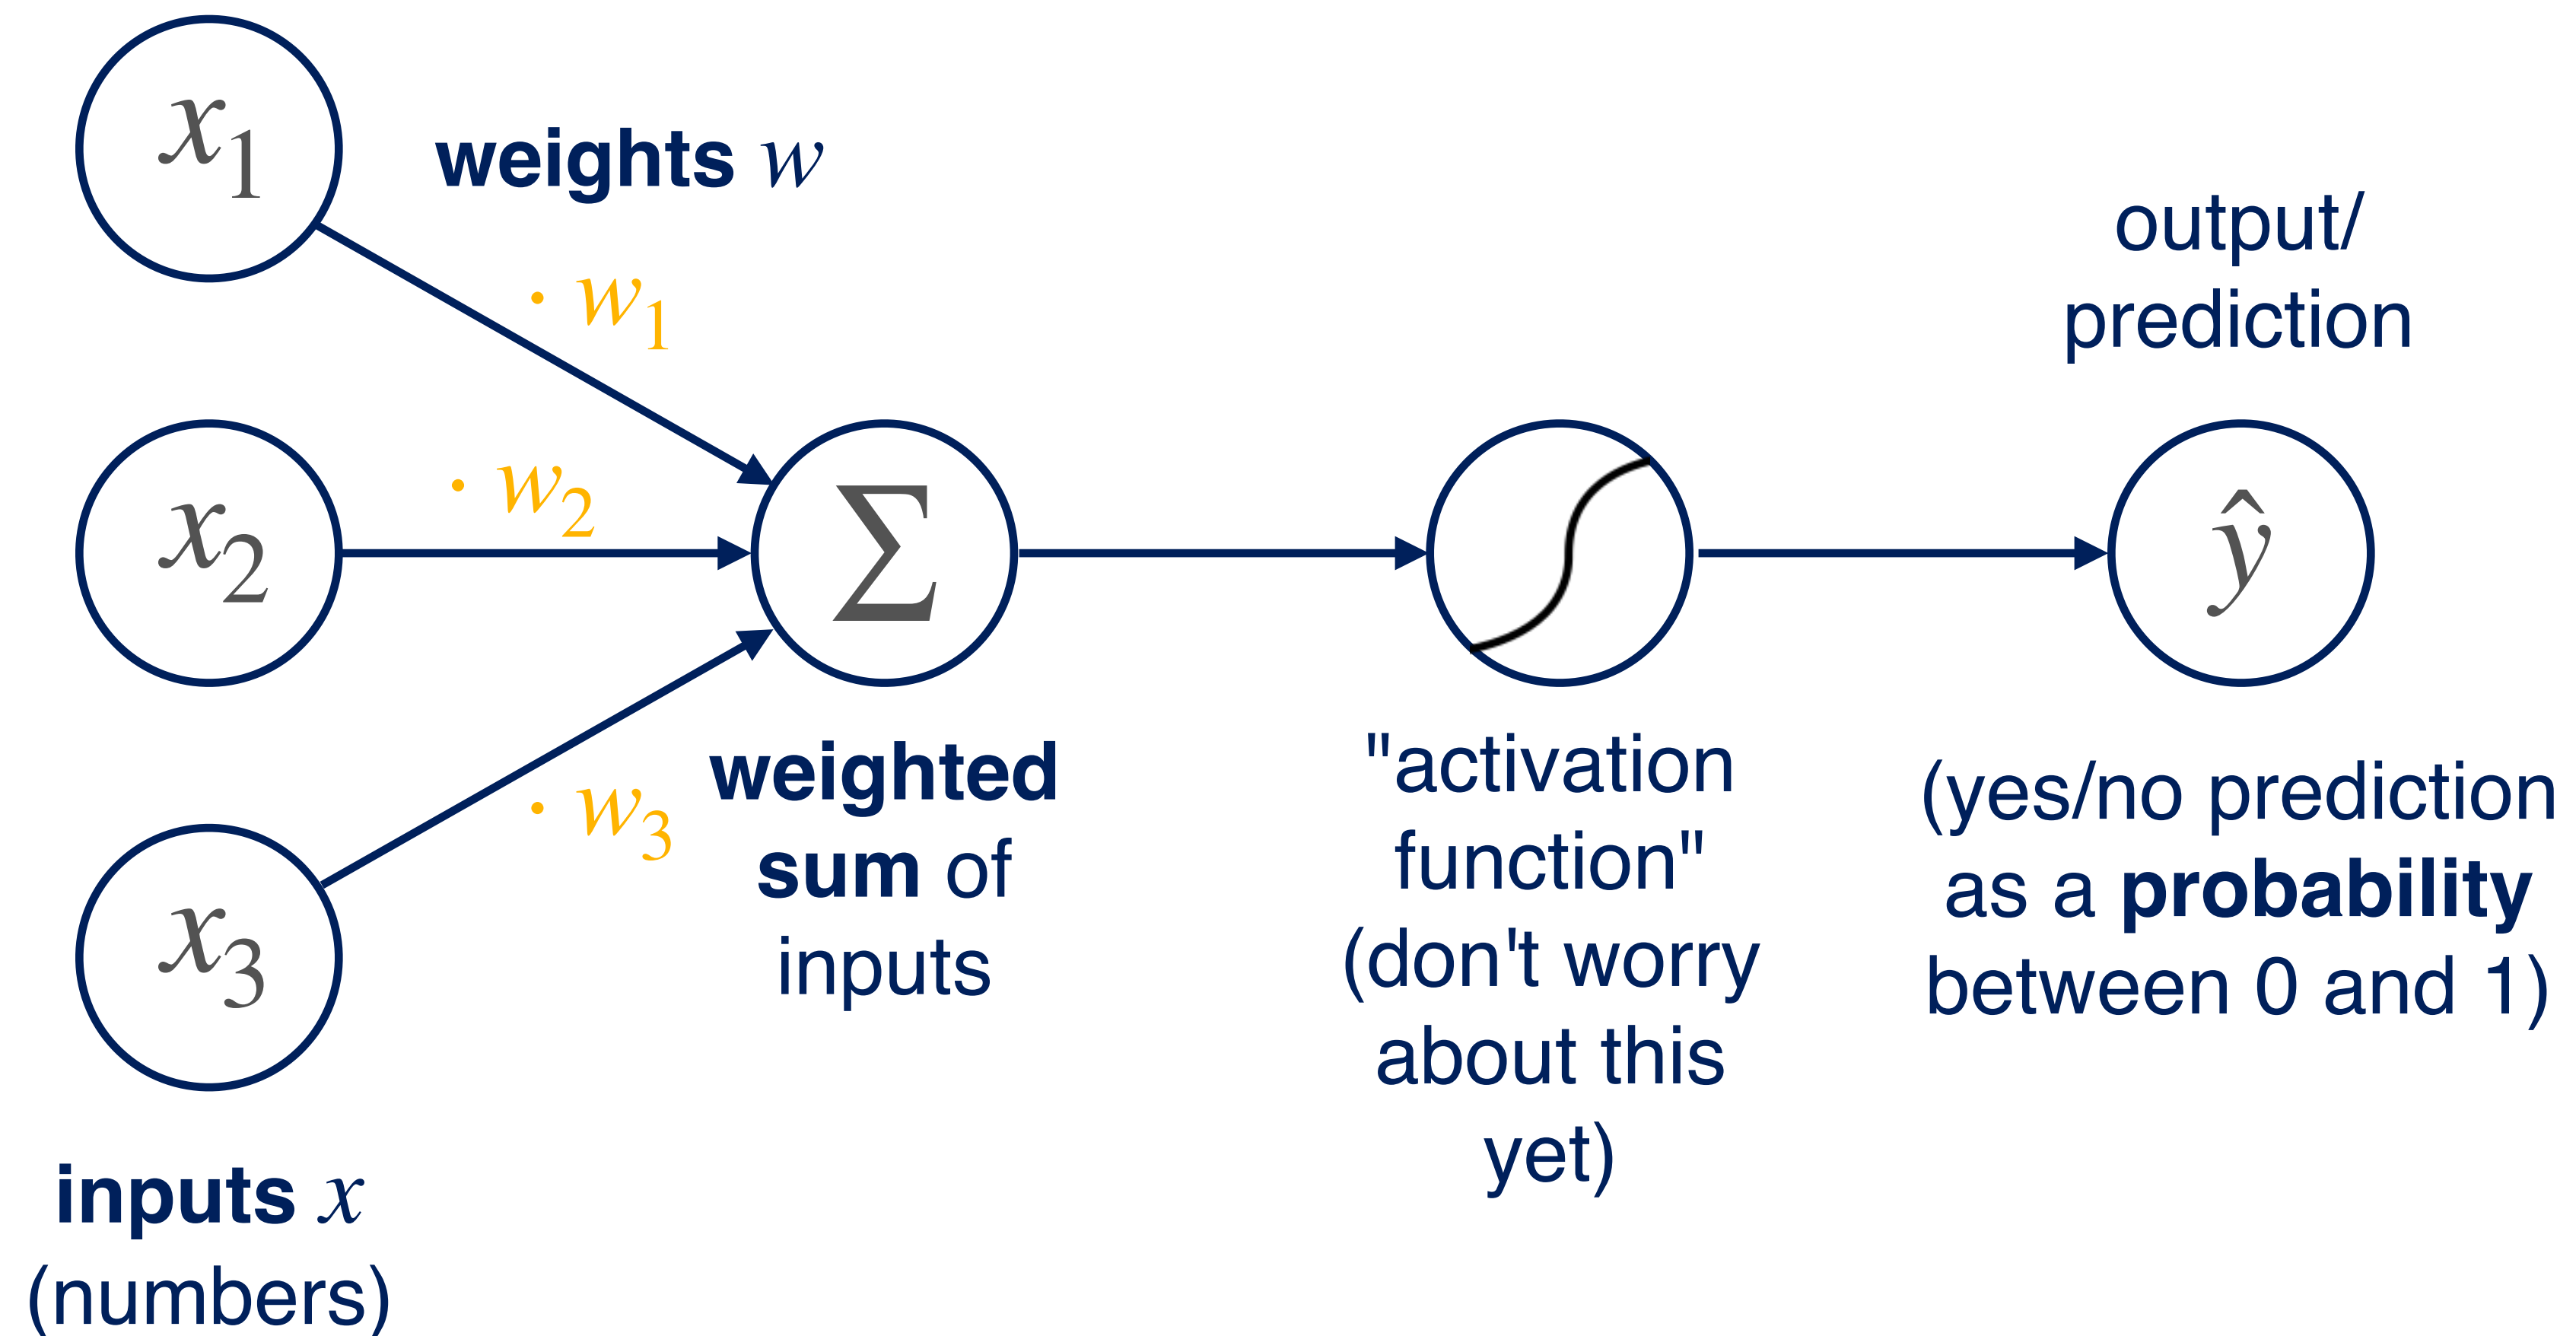 x₁
weights w
· w₁
output/
prediction
x₂
· w₂
∑
ŷ
x₃
· w₃
weighted
sum of
inputs
"activation
function"
(don't worry
about this
yet)
(yes/no prediction
as a probability
between 0 and 1)
inputs x
(numbers)